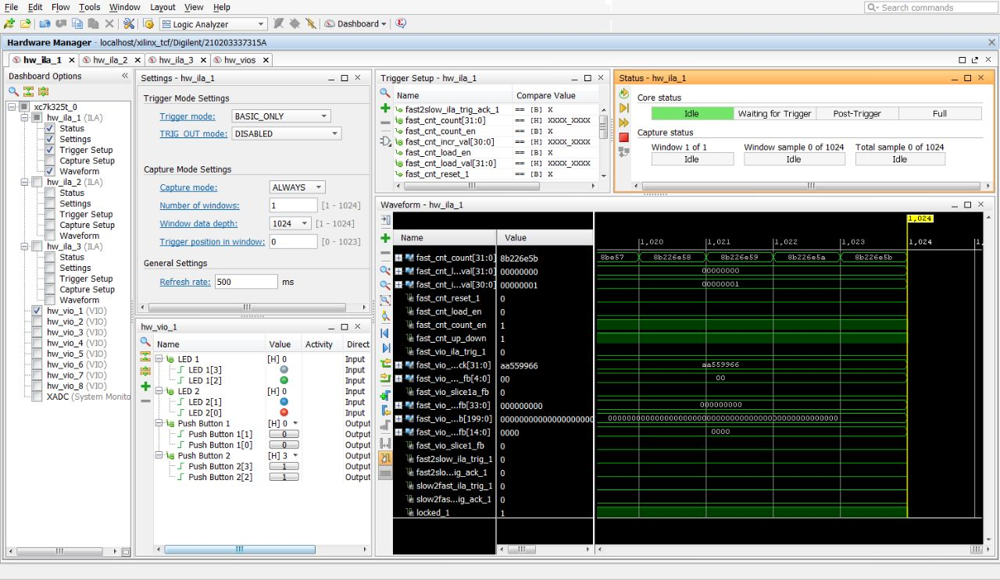 File Edit Flow Tools Window Layout View Help
Search commands
Logic Analyzer
Dashboard
Hardware Manager - localhost/xilinx_tcf/Digilent/210203337315A
hw_ila_1 hw_ila_2 hw_ila_3 hw_vios
Dashboard Options
xc7k325t_0
hw_ila_1 (ILA)
Status
Settings
Trigger Setup
Capture Setup
Waveform
hw_ila_2 (ILA)
Status
Settings
Trigger Setup
Capture Setup
Waveform
hw_ila_3 (ILA)
Status
Settings
Trigger Setup
Capture Setup
Waveform
hw_vio_1 (VIO)
hw_vio_2 (VIO)
hw_vio_3 (VIO)
hw_vio_4 (VIO)
hw_vio_5 (VIO)
hw_vio_6 (VIO)
hw_vio_7 (VIO)
hw_vio_8 (VIO)
XADC (System Monito
Settings - hw_ila_1
Trigger Mode Settings
Trigger mode: BASIC_ONLY
TRIG_OUT mode: DISABLED
Capture Mode Settings
Capture mode: ALWAYS
Number of windows: 1 [1 - 1024]
Window data depth: 1024 [1 - 1024]
Trigger position in window: 0 [0 - 1023]
General Settings
Refresh rate: 500 ms
hw_vio_1
Name Value Activity Direct
LED 1 [H] 0 Input
LED 1[3] Input
LED 1[2] Input
LED 2 [H] 0 Input
LED 2[1] Input
LED 2[0] Input
Push Button 1 [H] 0 Output
Push Button 1[1] 0 Output
Push Button 1[0] 0 Output
Push Button 2 [H] 3 Output
Push Button 2[3] 1 Output
Push Button 2[2] 1 Output
Trigger Setup - hw_ila_1
Name Compare Value
fast2slow_ila_trig_ack_1 == [B] X
fast_cnt_count[31:0] == [H] XXXX_XXXX
fast_cnt_count_en == [B] X
fast_cnt_incr_val[30:0] == [H] XXXX_XXXX
fast_cnt_load_en == [B] X
fast_cnt_load_val[31:0] == [H] XXXX_XXXX
fast_cnt_reset_1 == [B] X
Status - hw_ila_1
Core status
Idle Waiting for Trigger Post-Trigger Full
Capture status
Window 1 of 1 Window sample 0 of 1024 Total sample 0 of 1024
Idle Idle Idle
Waveform - hw_ila_1
1,024
Name Value
1,020 1,021 1,022 1,023 1,024 1,
fast_cnt_count[31:0] 8b226e5b 8be57 8b226e58 8b226e59 8b226e5a 8b226e5b
fast_cnt_l...val[31:0] 00000000 00000000
fast_cnt_i...val[30:0] 00000001 00000001
fast_cnt_reset_1 0
fast_cnt_load_en 0
fast_cnt_count_en 1
fast_cnt_up_down 1
fast_vio_ila_trig_1 0
fast_vio_...ck[31:0] aa559966 aa559966
fast_vio_..._fb[4:0] 00 00
fast_vio_slice1a_fb 0
fast_vio_...fb[33:0] 000000000 000000000
fast_vio_...b[199:0] 00000000000000000000 00000000000000000000000000000000000000000000000000
fast_vio_...fb[14:0] 0000 0000
fast_vio_slice1_fb 0
fast2slow_ila_trig_1 0
fast2slo...ig_ack_1 0
slow2fast_ila_trig_1 0
slow2fas...ig_ack_1 0
locked_1 1